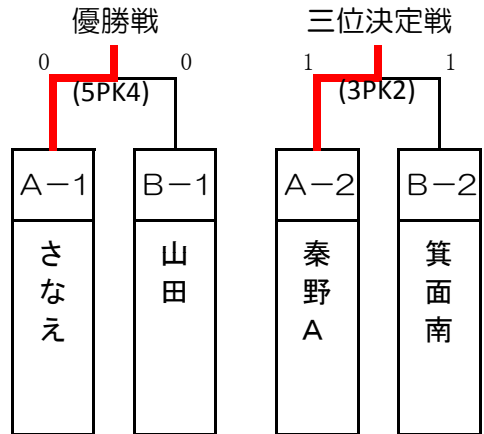 優勝戦 三位決定戦
0 0 1 1
(5PK4) (3PK2)
A-1 B-1 A-2 B-2
さなえ 山田 秦野A 箕面南